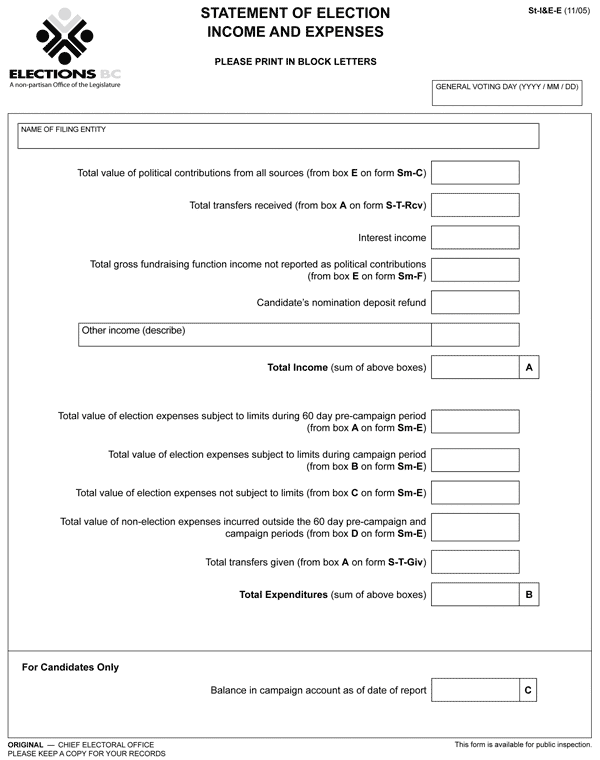 STATEMENT OF ELECTION
INCOME AND EXPENSES
St-I&E-E (11/05)
PLEASE PRINT IN BLOCK LETTERS
ELECTIONS BC
A non-partisan Office of the Legislature
GENERAL VOTING DAY (YYYY / MM / DD)
NAME OF FILING ENTITY
Total value of political contributions from all sources (from box E on form Sm-C)
Total transfers received (from box A on form S-T-Rcv)
Interest income
Total gross fundraising function income not reported as political contributions
(from box E on form Sm-F)
Candidate's nomination deposit refund
Other income (describe)
Total Income (sum of above boxes)
A
Total value of election expenses subject to limits during 60 day pre-campaign period
(from box A on form Sm-E)
Total value of election expenses subject to limits during campaign period
(from box B on form Sm-E)
Total value of election expenses not subject to limits (from box C on form Sm-E)
Total value of non-election expenses incurred outside the 60 day pre-campaign and
campaign periods (from box D on form Sm-E)
Total transfers given (from box A on form S-T-Giv)
Total Expenditures (sum of above boxes)
B
For Candidates Only
Balance in campaign account as of date of report
C
ORIGINAL — CHIEF ELECTORAL OFFICE
PLEASE KEEP A COPY FOR YOUR RECORDS
This form is available for public inspection.